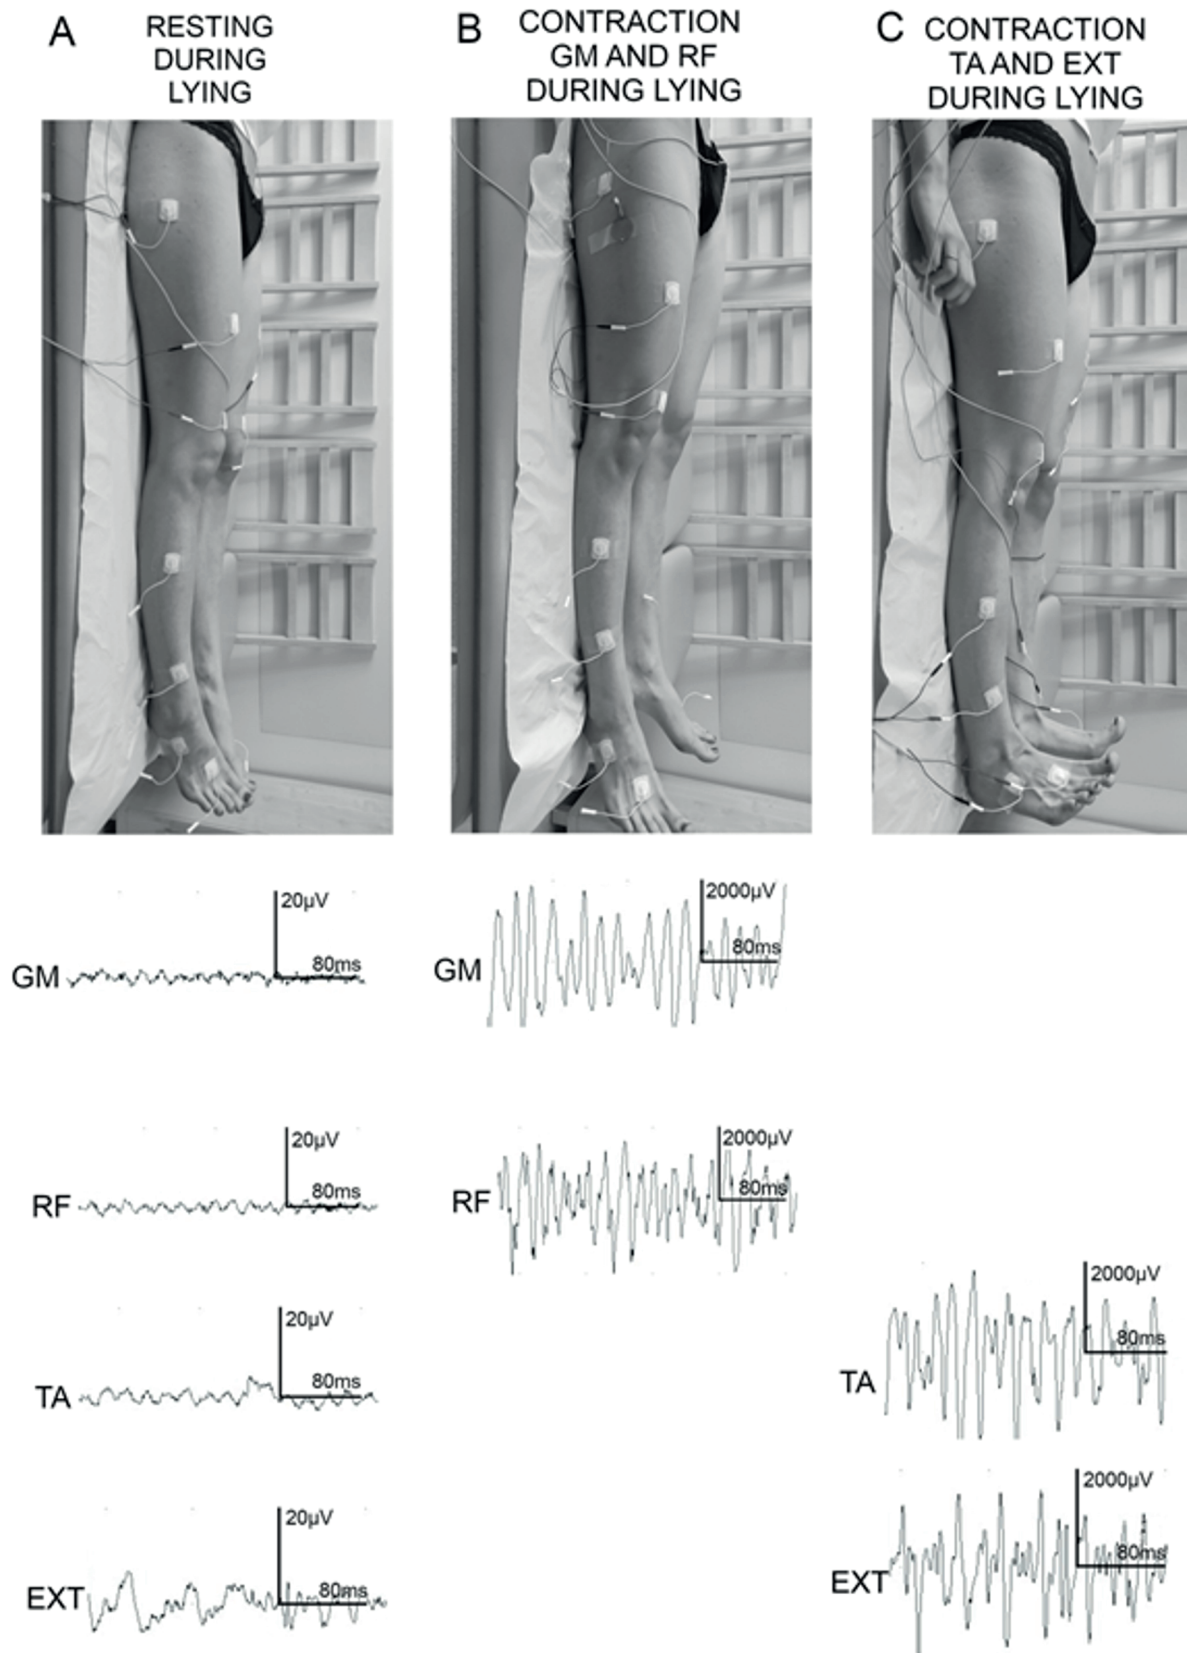 A
RESTING
DURING
LYING
B
CONTRACTION
GM AND RF
DURING LYING
C
CONTRACTION
TA AND EXT
DURING LYING
20µV
80ms
GM
2000µV
80ms
GM
20µV
80ms
RF
2000µV
80ms
RF
20µV
80ms
TA
2000µV
80ms
TA
20µV
80ms
EXT
2000µV
80ms
EXT